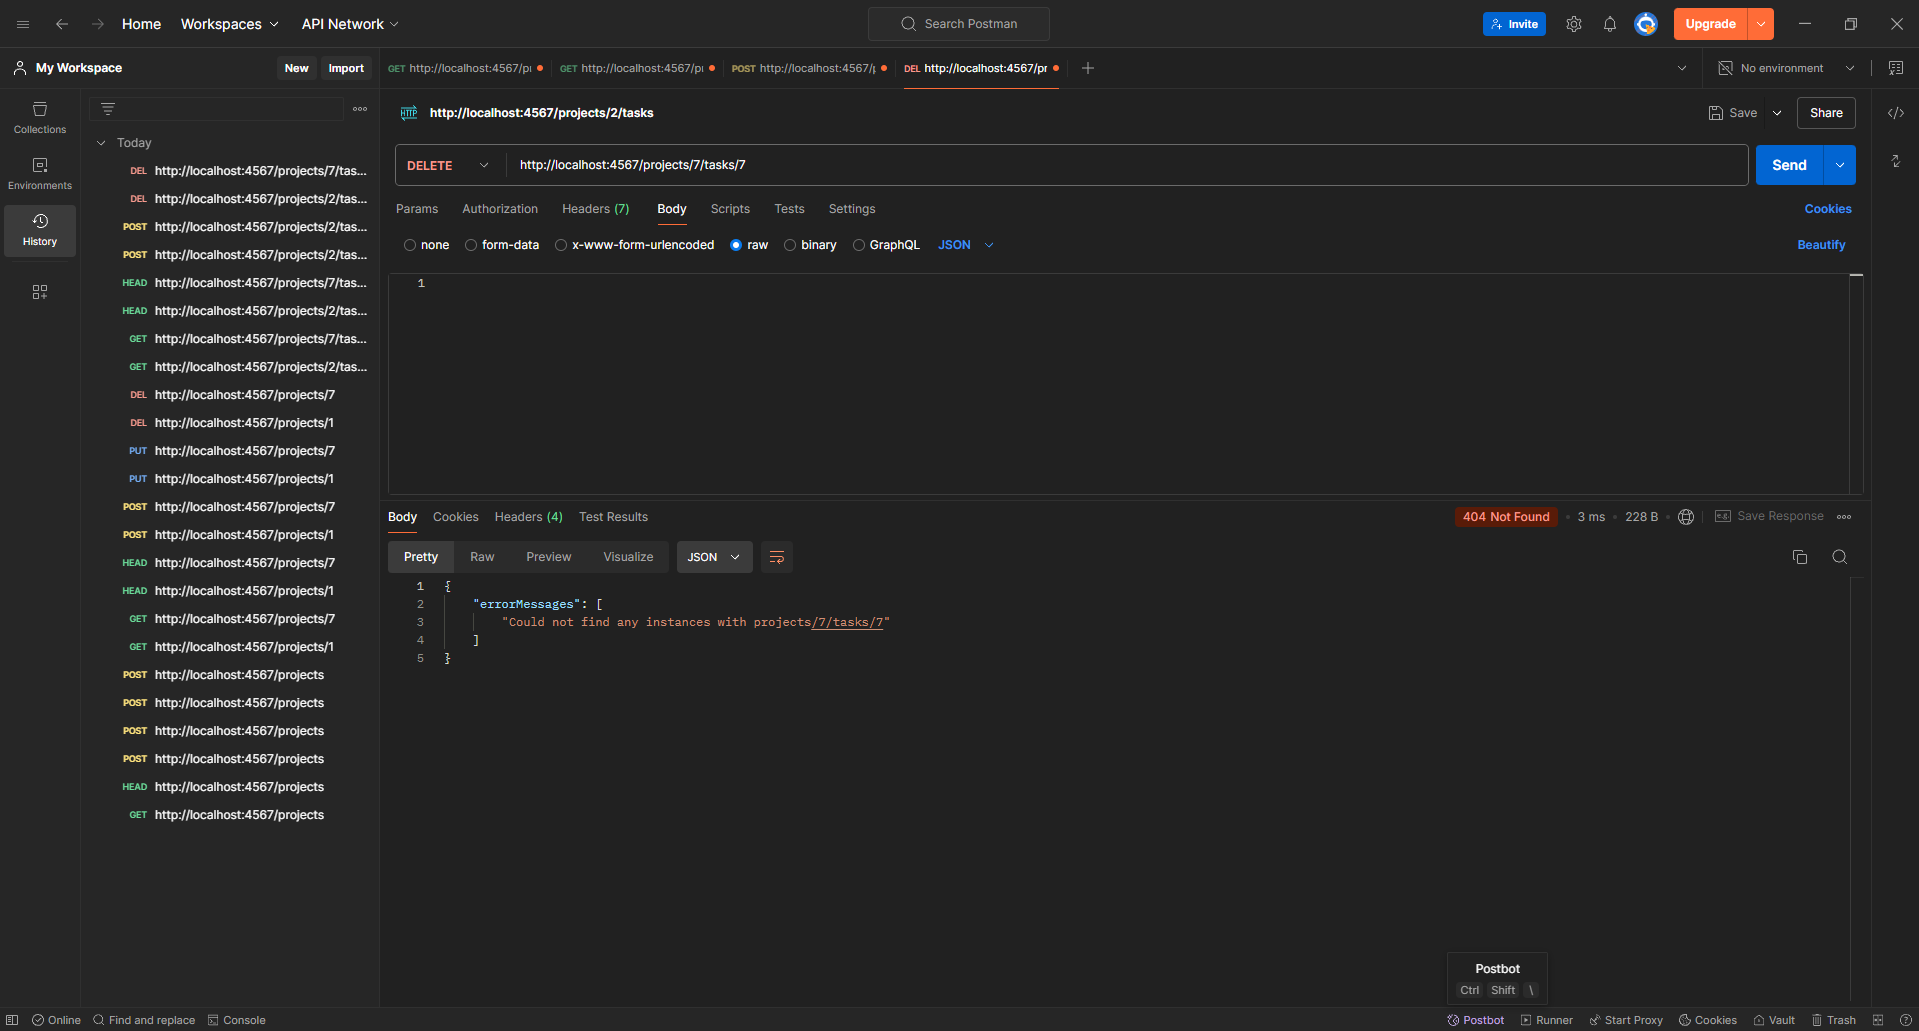 Home Workspaces API Network Search Postman Invite Upgrade
My Workspace New Import GET http://localhost:4567/p GET http://localhost:4567/p POST http://localhost:4567/ DEL http://localhost:4567/pr No environment
Collections
Environments
History
Today
DEL http://localhost:4567/projects/7/tas...
DEL http://localhost:4567/projects/2/tas...
POST http://localhost:4567/projects/2/tas...
POST http://localhost:4567/projects/2/tas...
HEAD http://localhost:4567/projects/7/tas...
HEAD http://localhost:4567/projects/2/tas...
GET http://localhost:4567/projects/7/tas...
GET http://localhost:4567/projects/2/tas...
DEL http://localhost:4567/projects/7
DEL http://localhost:4567/projects/1
PUT http://localhost:4567/projects/7
PUT http://localhost:4567/projects/1
POST http://localhost:4567/projects/7
POST http://localhost:4567/projects/1
HEAD http://localhost:4567/projects/7
HEAD http://localhost:4567/projects/1
GET http://localhost:4567/projects/7
GET http://localhost:4567/projects/1
POST http://localhost:4567/projects
POST http://localhost:4567/projects
POST http://localhost:4567/projects
POST http://localhost:4567/projects
HEAD http://localhost:4567/projects
GET http://localhost:4567/projects
HTTP http://localhost:4567/projects/2/tasks Save Share
DELETE http://localhost:4567/projects/7/tasks/7 Send
Params Authorization Headers (7) Body Scripts Tests Settings Cookies
none form-data x-www-form-urlencoded raw binary GraphQL JSON Beautify
1
Body Cookies Headers (4) Test Results 404 Not Found • 3 ms • 228 B e.g. Save Response
Pretty Raw Preview Visualize JSON
1 {
2 "errorMessages": [
3 "Could not find any instances with projects/7/tasks/7"
4 ]
5 }
Postbot
Ctrl Shift \
Online Find and replace Console Postbot Runner Start Proxy Cookies Vault Trash